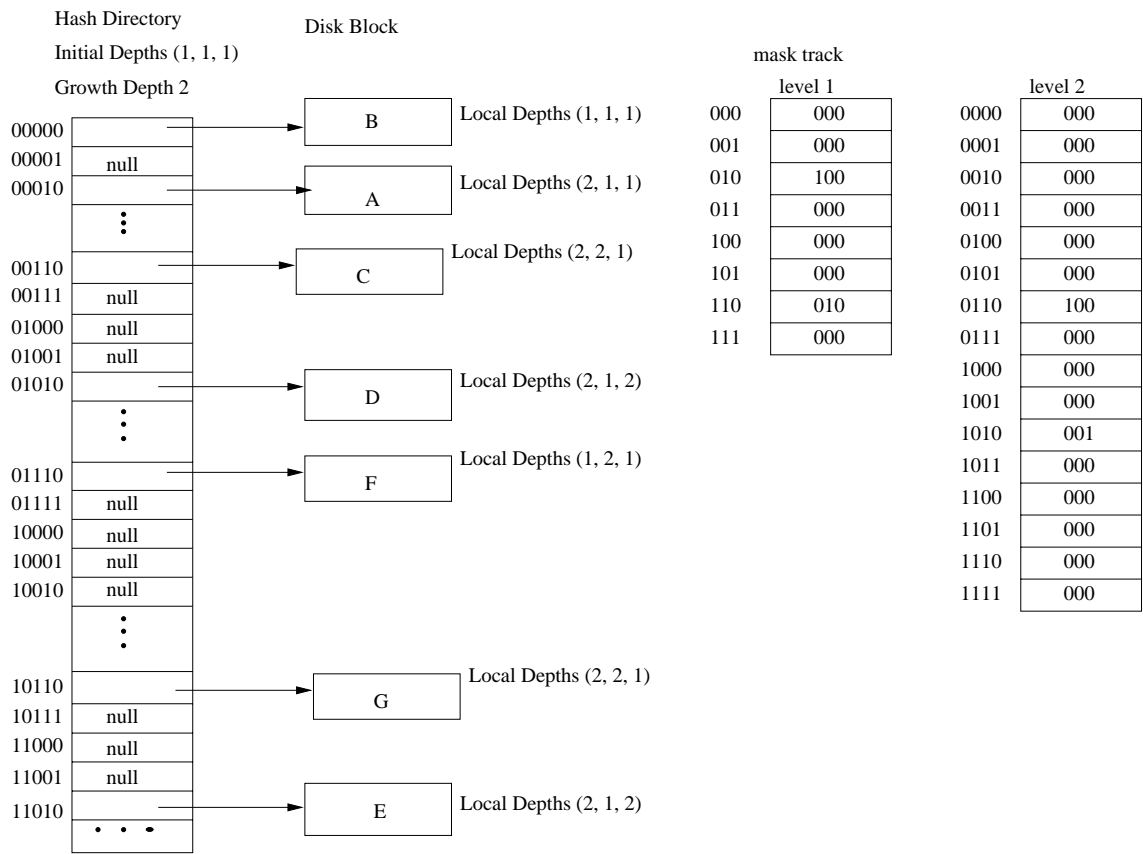 Hash Directory
Initial Depths (1, 1, 1)
Growth Depth 2
Disk Block
00000
B
Local Depths (1, 1, 1)
00001
null
00010
A
Local Depths (2, 1, 1)
00110
C
Local Depths (2, 2, 1)
00111
null
01000
null
01001
null
01010
D
Local Depths (2, 1, 2)
01110
F
Local Depths (1, 2, 1)
01111
null
10000
null
10001
null
10010
null
10110
G
Local Depths (2, 2, 1)
10111
null
11000
null
11001
null
11010
E
Local Depths (2, 1, 2)
mask track
level 1
000 000
001 000
010 100
011 000
100 000
101 000
110 010
111 000
level 2
0000 000
0001 000
0010 000
0011 000
0100 000
0101 000
0110 100
0111 000
1000 000
1001 000
1010 001
1011 000
1100 000
1101 000
1110 000
1111 000